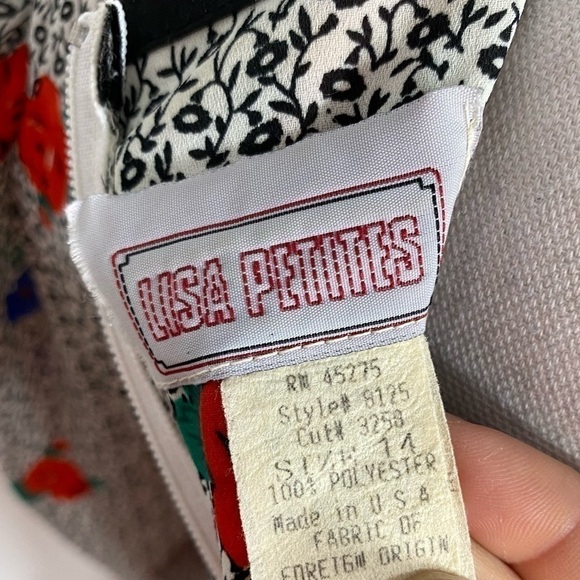 LISA PETITES
RN 45275
Style# 8125
Cut# 3258
SIZE 14
100% POLYESTER
Made in U S A
FABRIC OF
FOREIGN ORIGIN